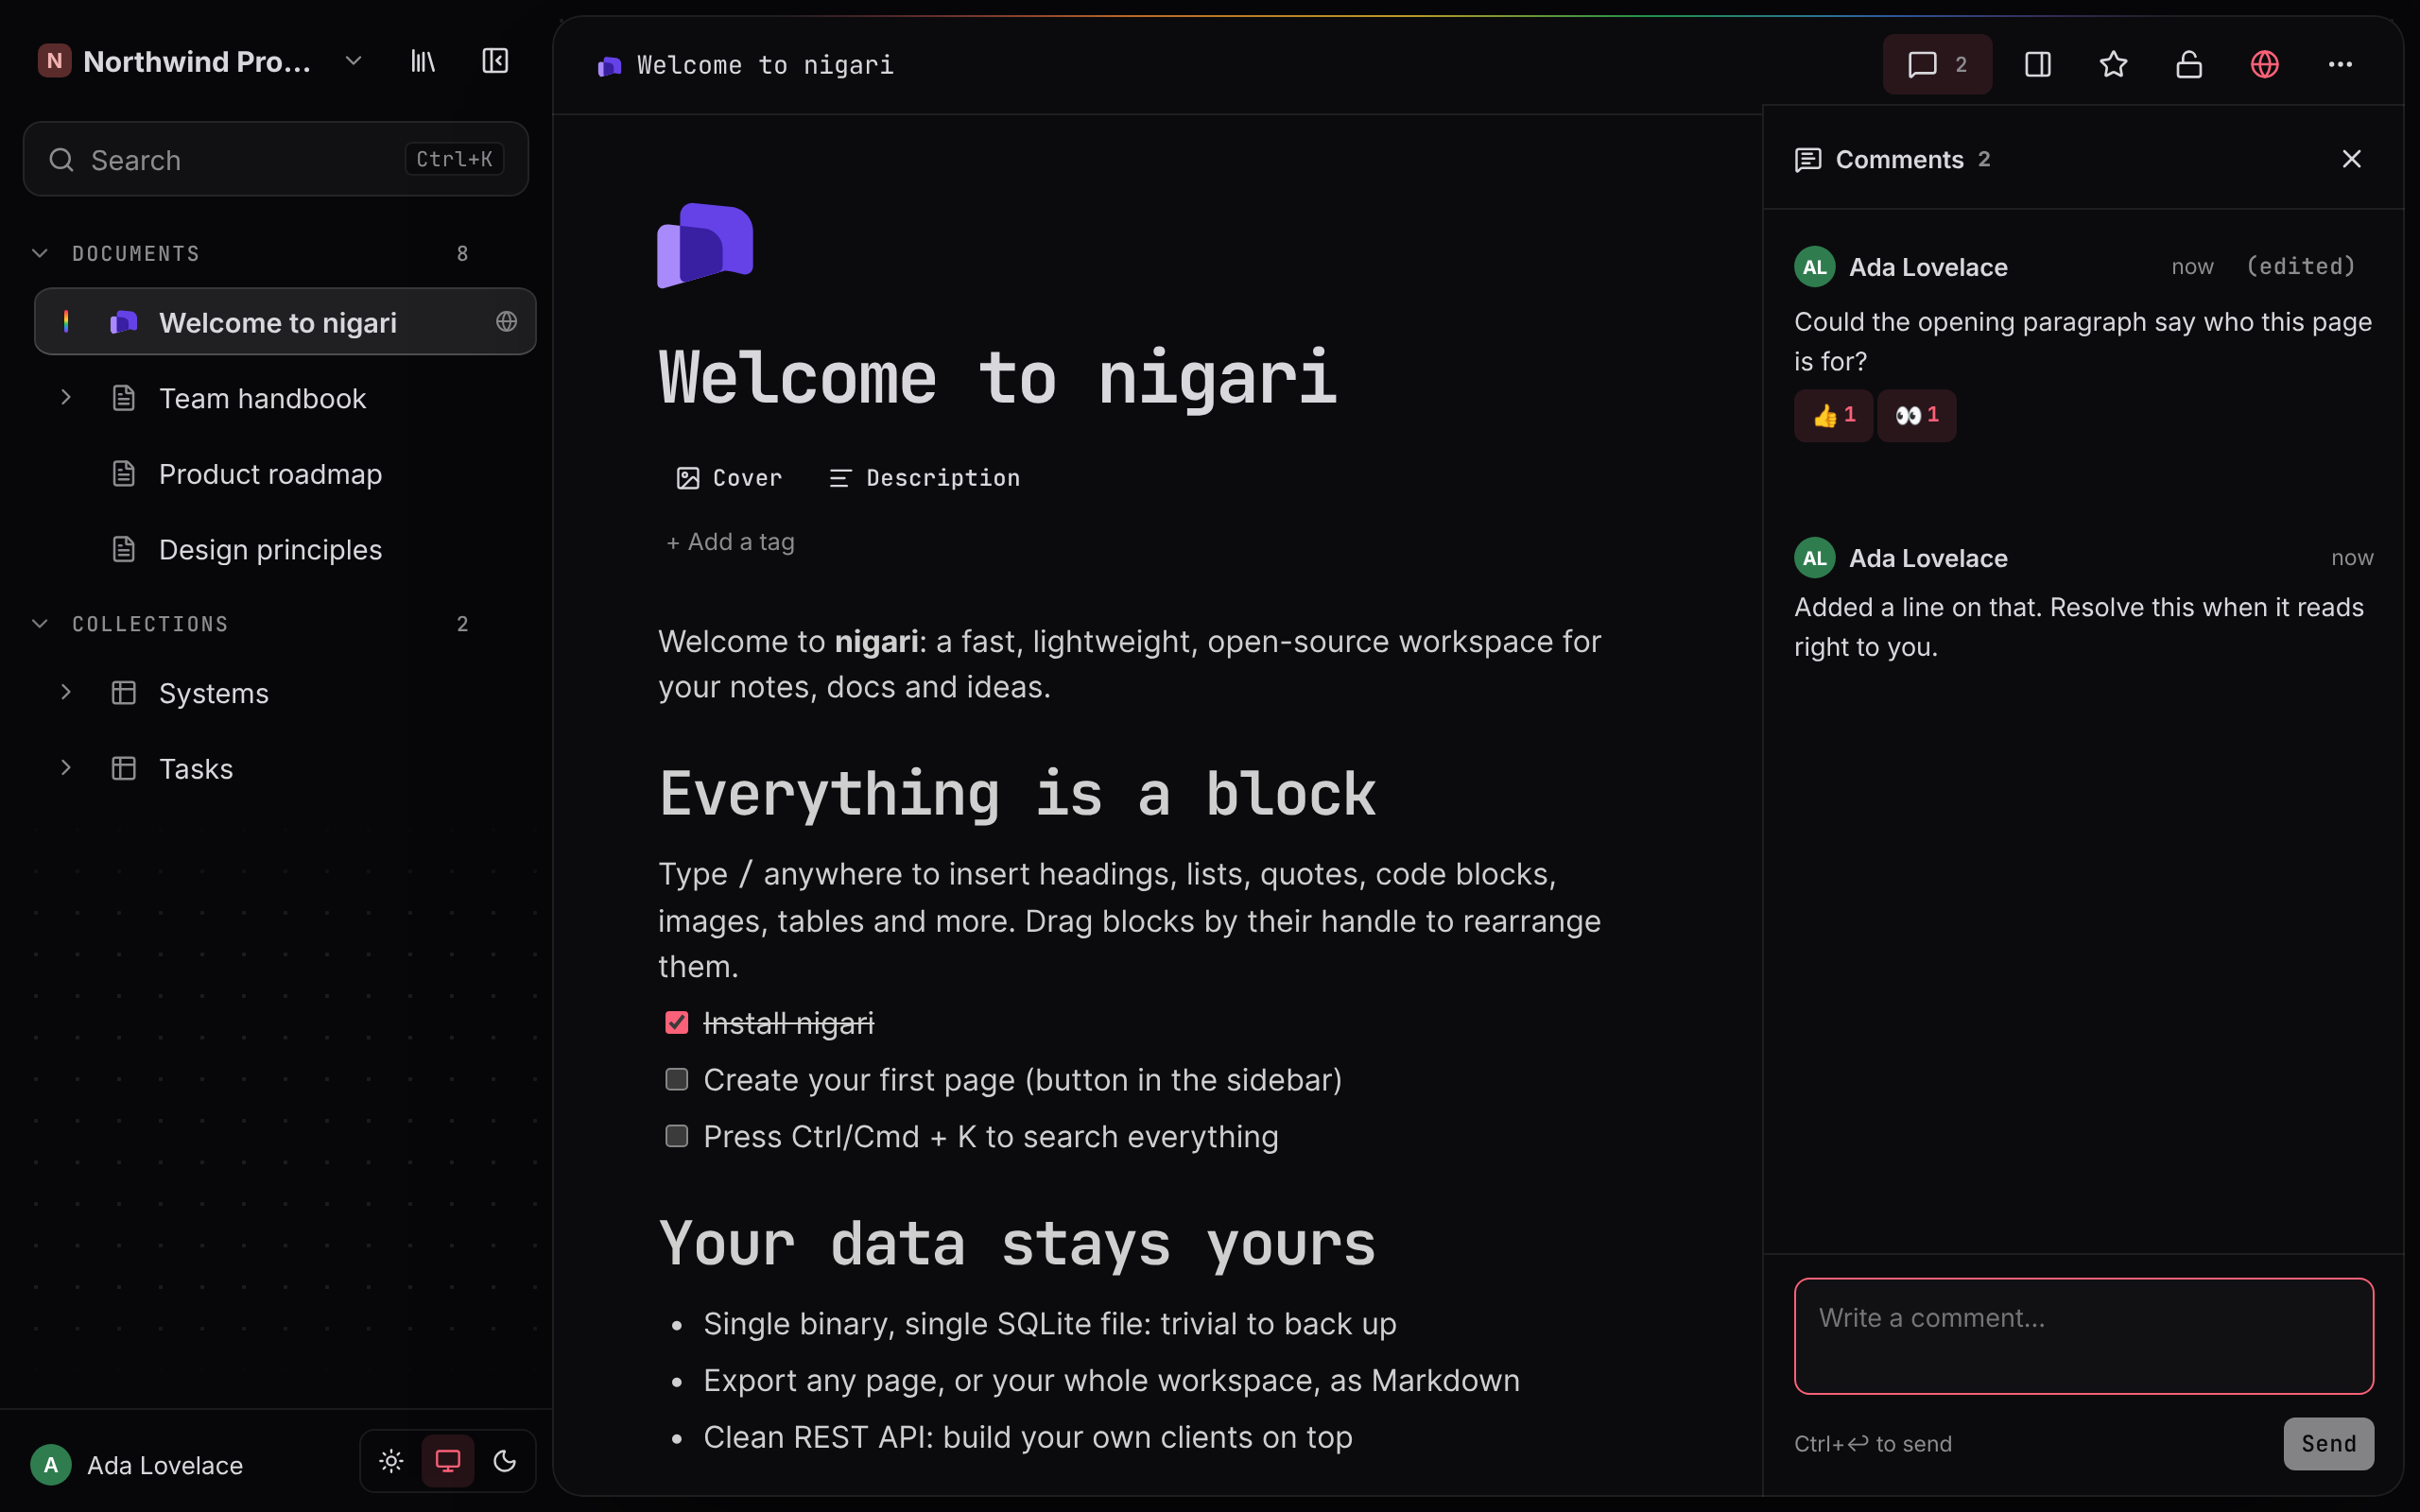 N Northwind Pro...
Search Ctrl+K
DOCUMENTS 8
Welcome to nigari
Team handbook
Product roadmap
Design principles
COLLECTIONS 2
Systems
Tasks
A Ada Lovelace
Welcome to nigari
2
Welcome to nigari
Cover Description
+ Add a tag
Welcome to nigari: a fast, lightweight, open-source workspace for
your notes, docs and ideas.
Everything is a block
Type / anywhere to insert headings, lists, quotes, code blocks,
images, tables and more. Drag blocks by their handle to rearrange
them.
Install nigari
Create your first page (button in the sidebar)
Press Ctrl/Cmd + K to search everything
Your data stays yours
• Single binary, single SQLite file: trivial to back up
• Export any page, or your whole workspace, as Markdown
• Clean REST API: build your own clients on top
Comments 2
AL Ada Lovelace now (edited)
Could the opening paragraph say who this page
is for?
👍 1 👀 1
AL Ada Lovelace now
Added a line on that. Resolve this when it reads
right to you.
Write a comment...
Ctrl+↩ to send
Send